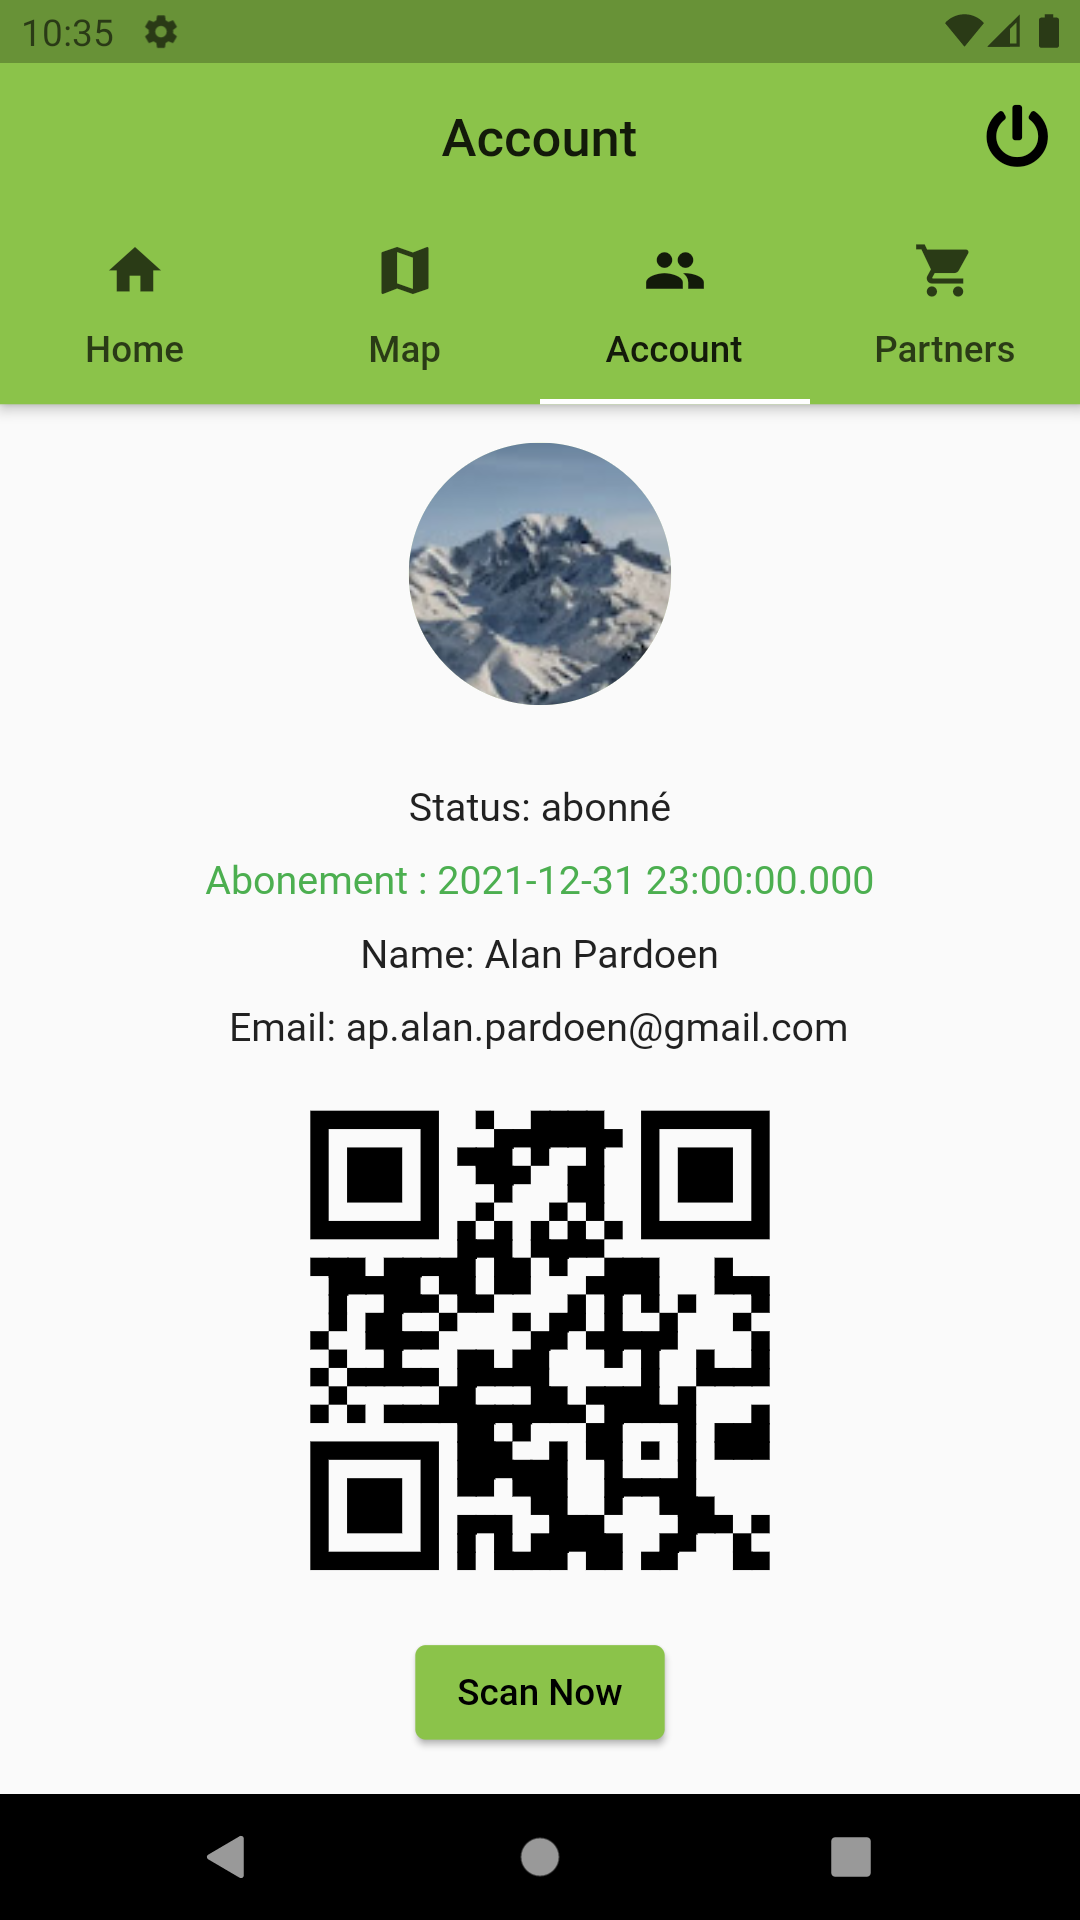 10:35
Account
Home
Map
Account
Partners
Status: abonné
Abonement : 2021-12-31 23:00:00.000
Name: Alan Pardoen
Email: ap.alan.pardoen@gmail.com
Scan Now